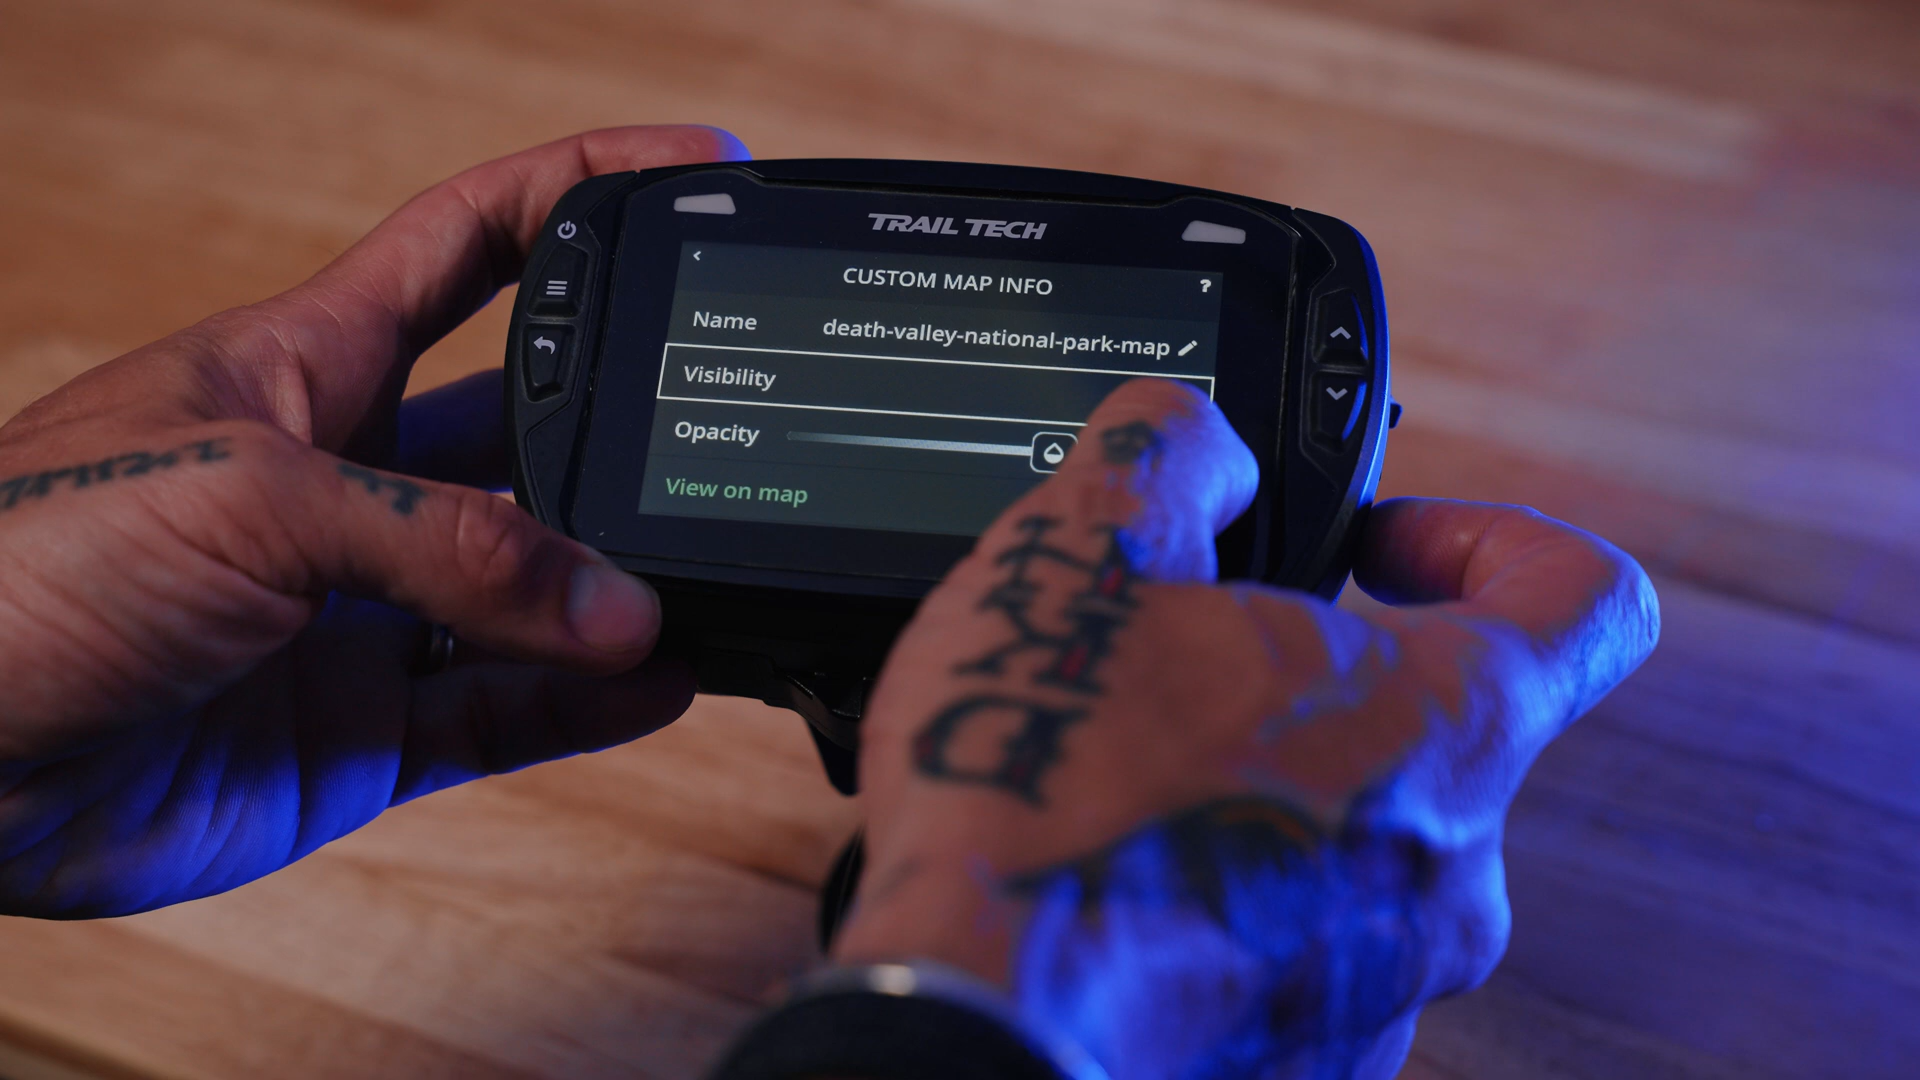 TRAIL TECH
CUSTOM MAP INFO
?
Name death-valley-national-park-map
Visibility
Opacity
View on map